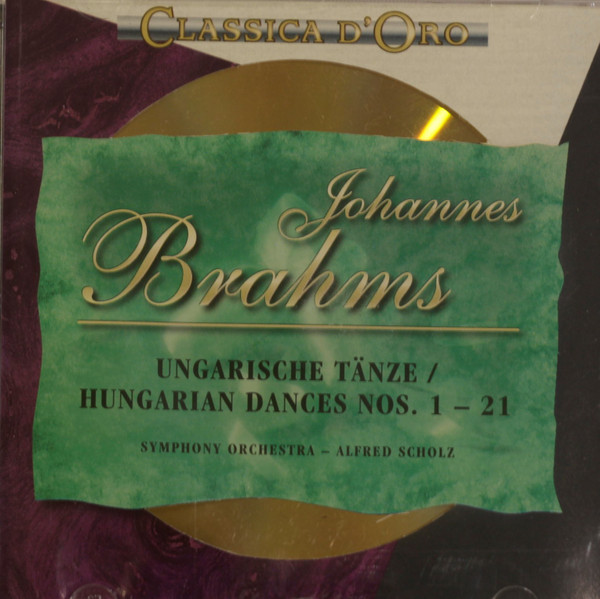 CLASSICA D'ORO
Johannes
Brahms
UNGARISCHE TÄNZE /
HUNGARIAN DANCES NOS. 1 – 21
SYMPHONY ORCHESTRA – ALFRED SCHOLZ